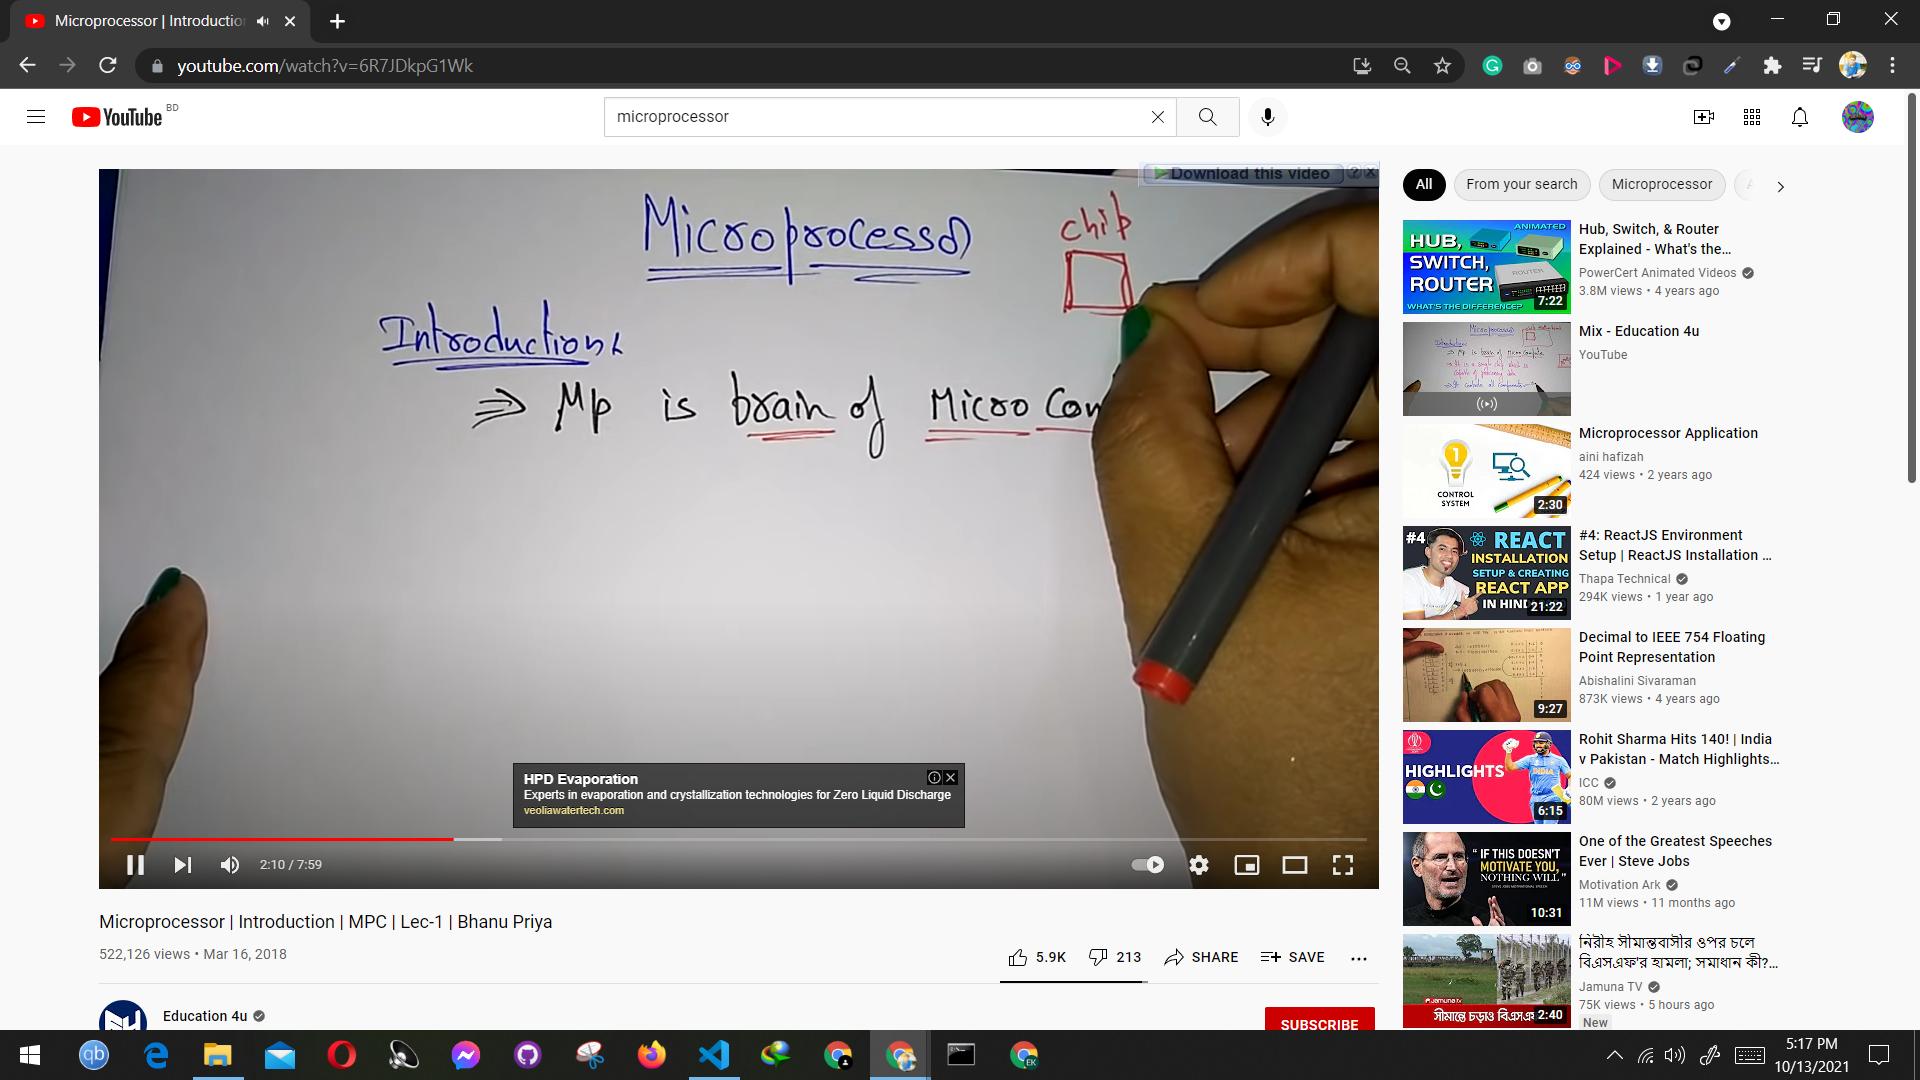 Microprocessor | Introduction
youtube.com/watch?v=6R7JDkpG1Wk
YouTube BD
microprocessor
Download this video
Microprocessor
chip
Introduction
⇒ Mp is brain of Micro Com
HPD Evaporation
Experts in evaporation and crystallization technologies for Zero Liquid Discharge
veoliawatertech.com
2:10 / 7:59
Microprocessor | Introduction | MPC | Lec-1 | Bhanu Priya
522,126 views • Mar 16, 2018
5.9K 213 SHARE SAVE
Education 4u
SUBSCRIBE
All From your search Microprocessor
ANIMATED
HUB,
SWITCH,
ROUTER
ROUTER
WHAT'S THE DIFFERENCE?
7:22
Hub, Switch, & Router
Explained - What's the...
PowerCert Animated Videos
3.8M views • 4 years ago
Mix - Education 4u
YouTube
CONTROL
SYSTEM
1
2:30
Microprocessor Application
aini hafizah
424 views • 2 years ago
#4 REACT
INSTALLATION
SETUP & CREATING
REACT APP
IN HIND
21:22
#4: ReactJS Environment
Setup | ReactJS Installation ...
Thapa Technical
294K views • 1 year ago
9:27
Decimal to IEEE 754 Floating
Point Representation
Abishalini Sivaraman
873K views • 4 years ago
HIGHLIGHTS
INDIA
6:15
Rohit Sharma Hits 140! | India
v Pakistan - Match Highlights...
ICC
80M views • 2 years ago
" IF THIS DOESN'T
MOTIVATE YOU,
NOTHING WILL "
10:31
One of the Greatest Speeches
Ever | Steve Jobs
Motivation Ark
11M views • 11 months ago
Jamuna TV
সীমান্তে চড়াও বিএসএফ
2:40
নিরীহ সীমান্তবাসীর ওপর চলে
বিএসএফ'র হামলা; সমাধান কী?...
Jamuna TV
75K views • 5 hours ago
New
qb
EK
5:17 PM
10/13/2021